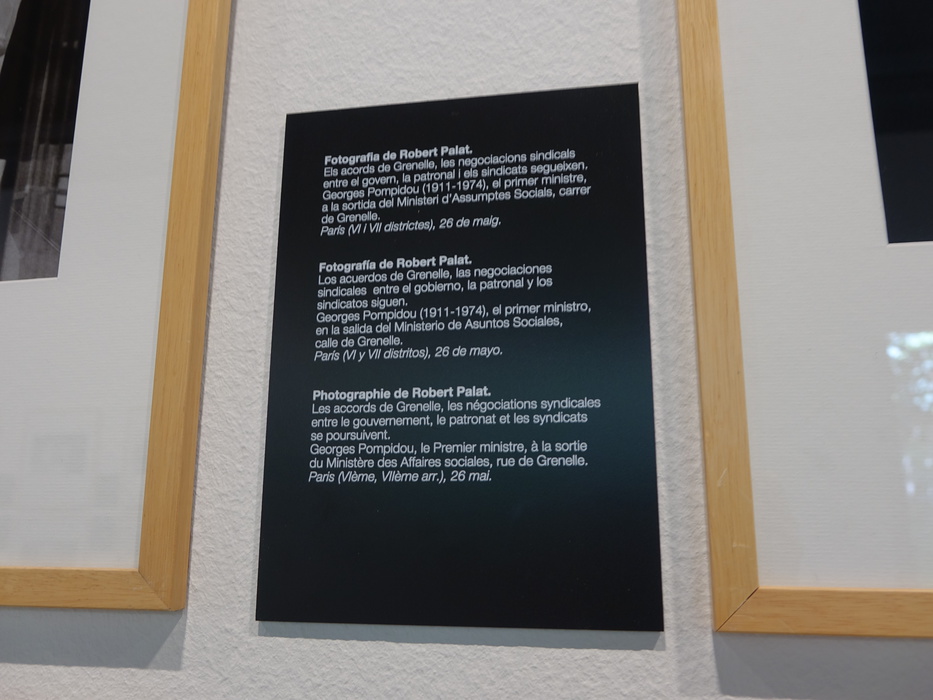 Fotografia de Robert Palat.
Els acords de Grenelle, les negociacions sindicals
entre el govern, la patronal i els sindicats segueixen.
Georges Pompidou (1911-1974), el primer ministre,
a la sortida del Ministeri d'Assumptes Socials, carrer
de Grenelle.
París (VI i VII districtes), 26 de maig.
Fotografía de Robert Palat.
Los acuerdos de Grenelle, las negociaciones
sindicales entre el gobierno, la patronal y los
sindicatos siguen.
Georges Pompidou (1911-1974), el primer ministro,
en la salida del Ministerio de Asuntos Sociales,
calle de Grenelle.
París (VI y VII distritos), 26 de mayo.
Photographie de Robert Palat.
Les accords de Grenelle, les négociations syndicales
entre le gouvernement, le patronat et les syndicats
se poursuivent.
Georges Pompidou, le Premier ministre, à la sortie
du Ministère des Affaires sociales, rue de Grenelle.
Paris (VIème, VIIème arr.), 26 mai.